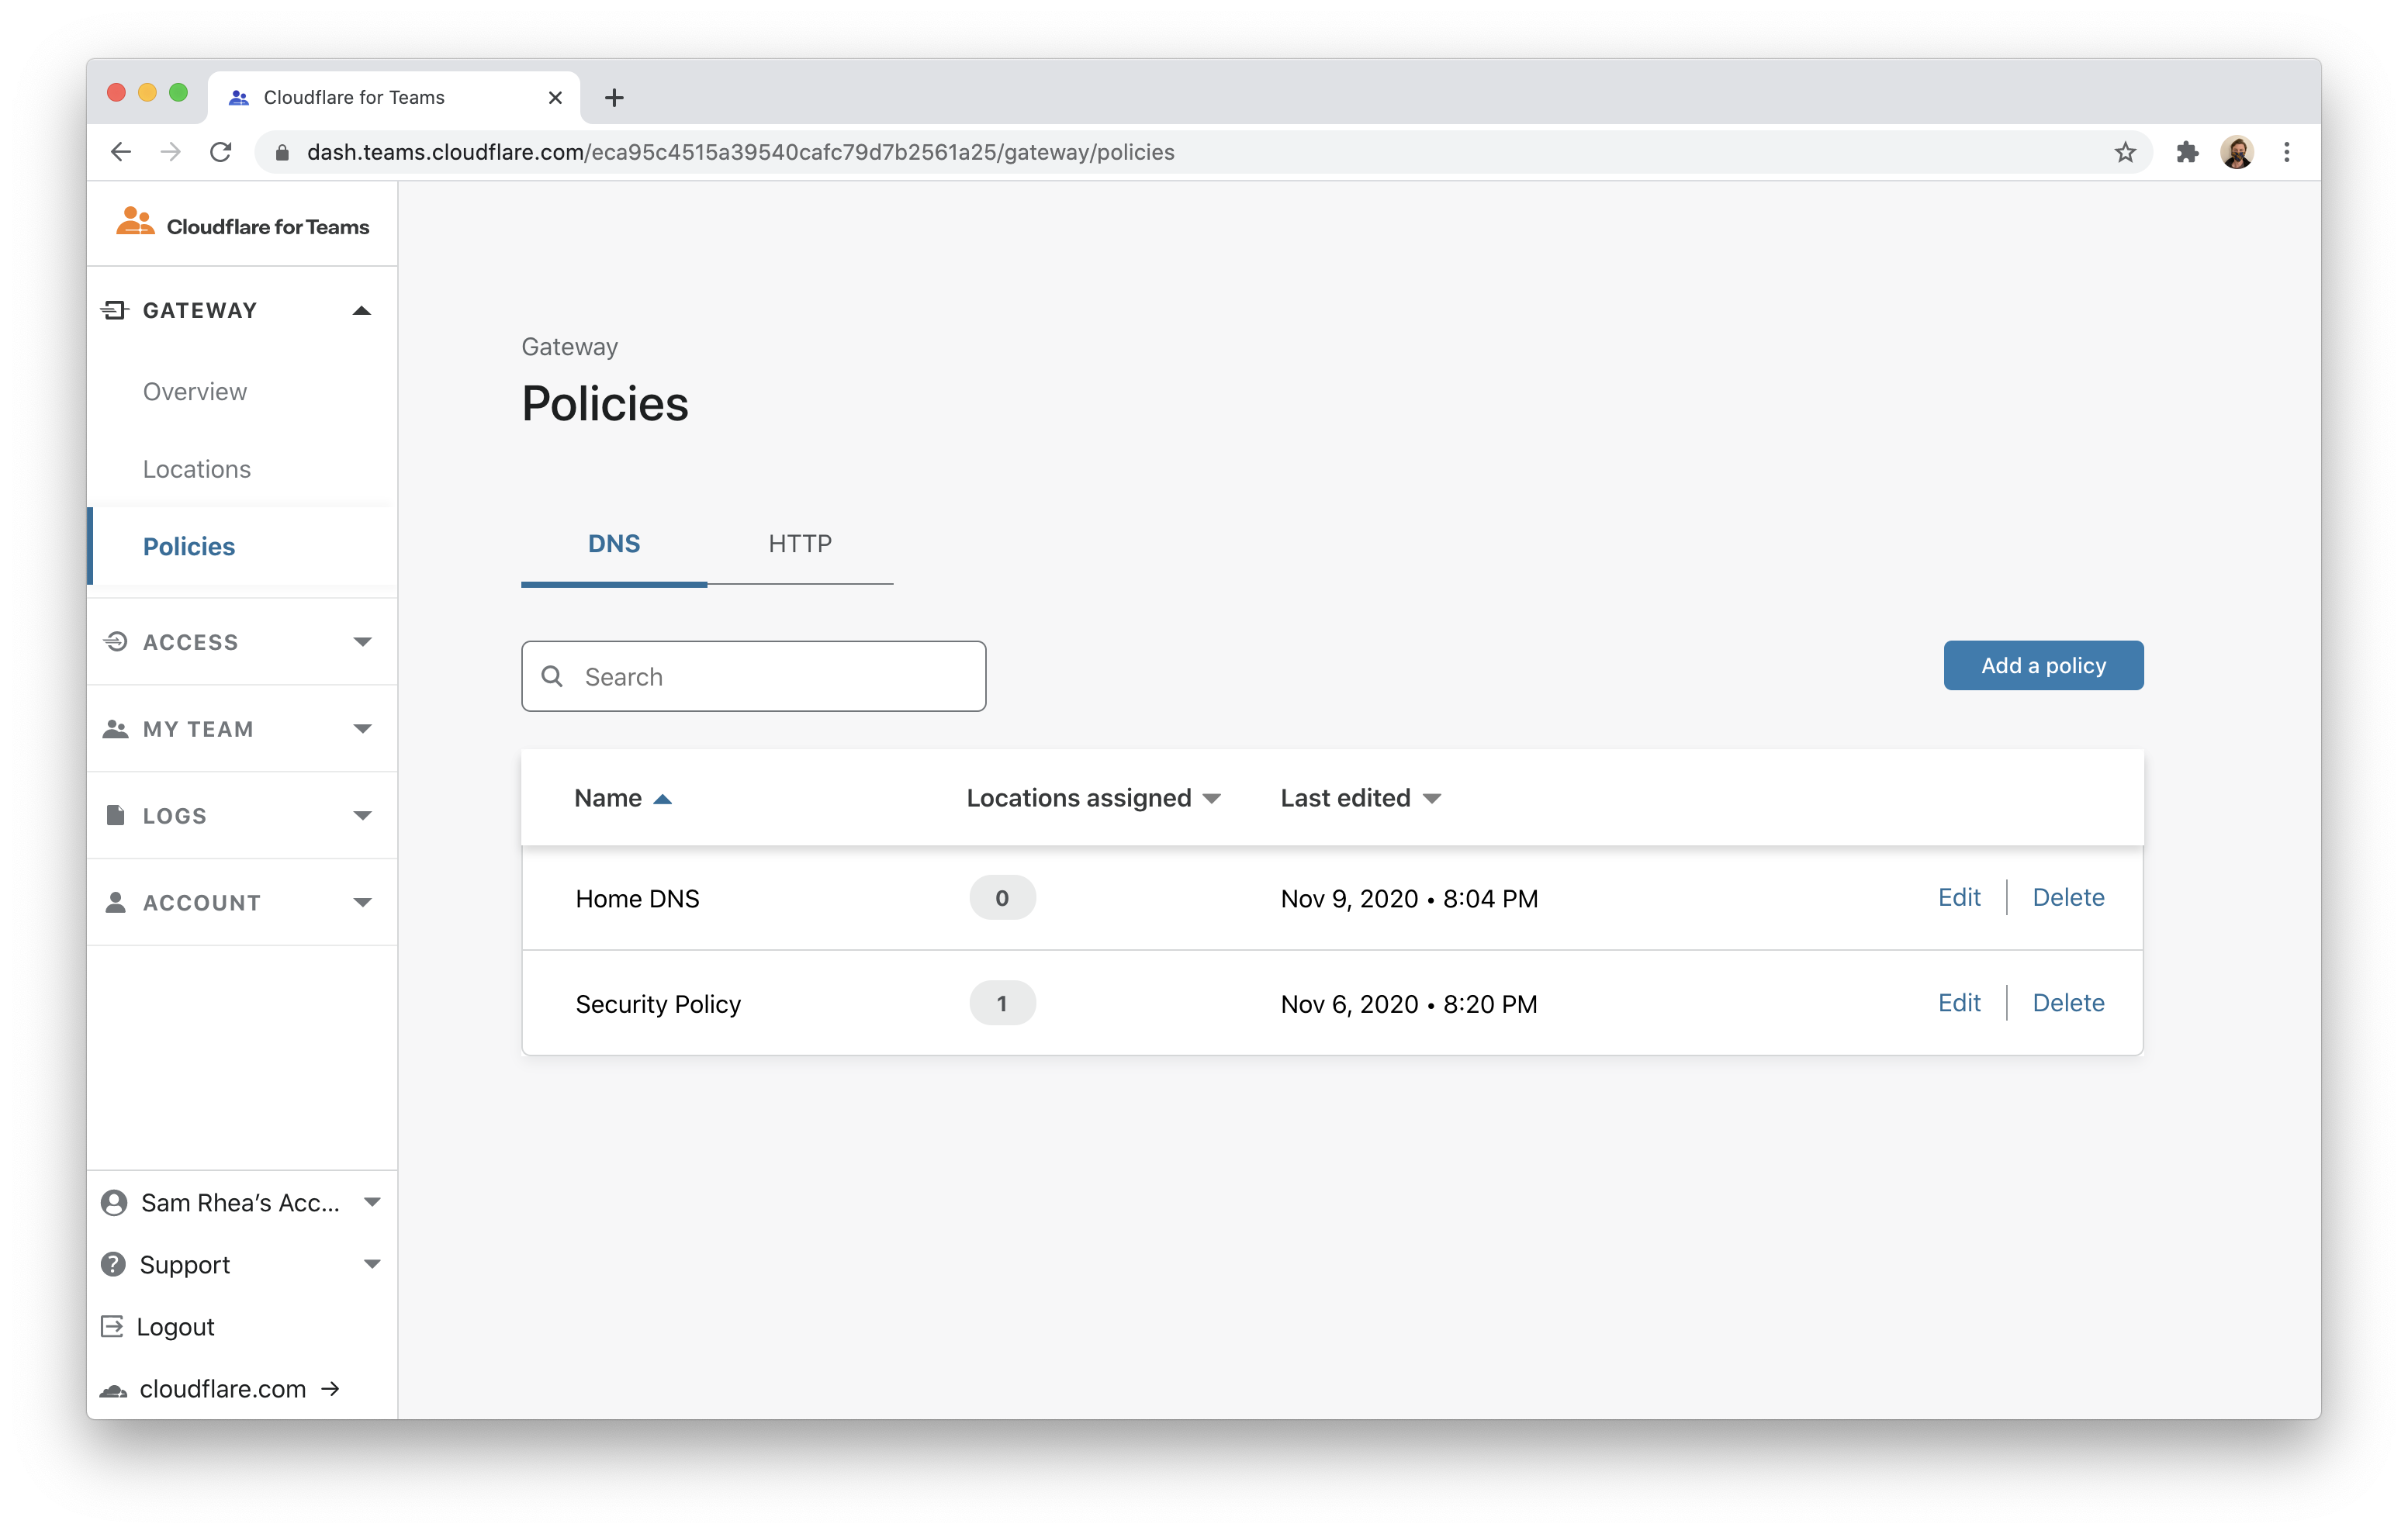 Cloudflare for Teams
dash.teams.cloudflare.com/eca95c4515a39540cafc79d7b2561a25/gateway/policies
Cloudflare for Teams
GATEWAY
Overview
Locations
Policies
ACCESS
MY TEAM
LOGS
ACCOUNT
Sam Rhea's Acc...
Support
Logout
cloudflare.com →
Gateway
Policies
DNS HTTP
Search
Add a policy
Name Locations assigned Last edited
Home DNS 0 Nov 9, 2020 • 8:04 PM Edit Delete
Security Policy 1 Nov 6, 2020 • 8:20 PM Edit Delete